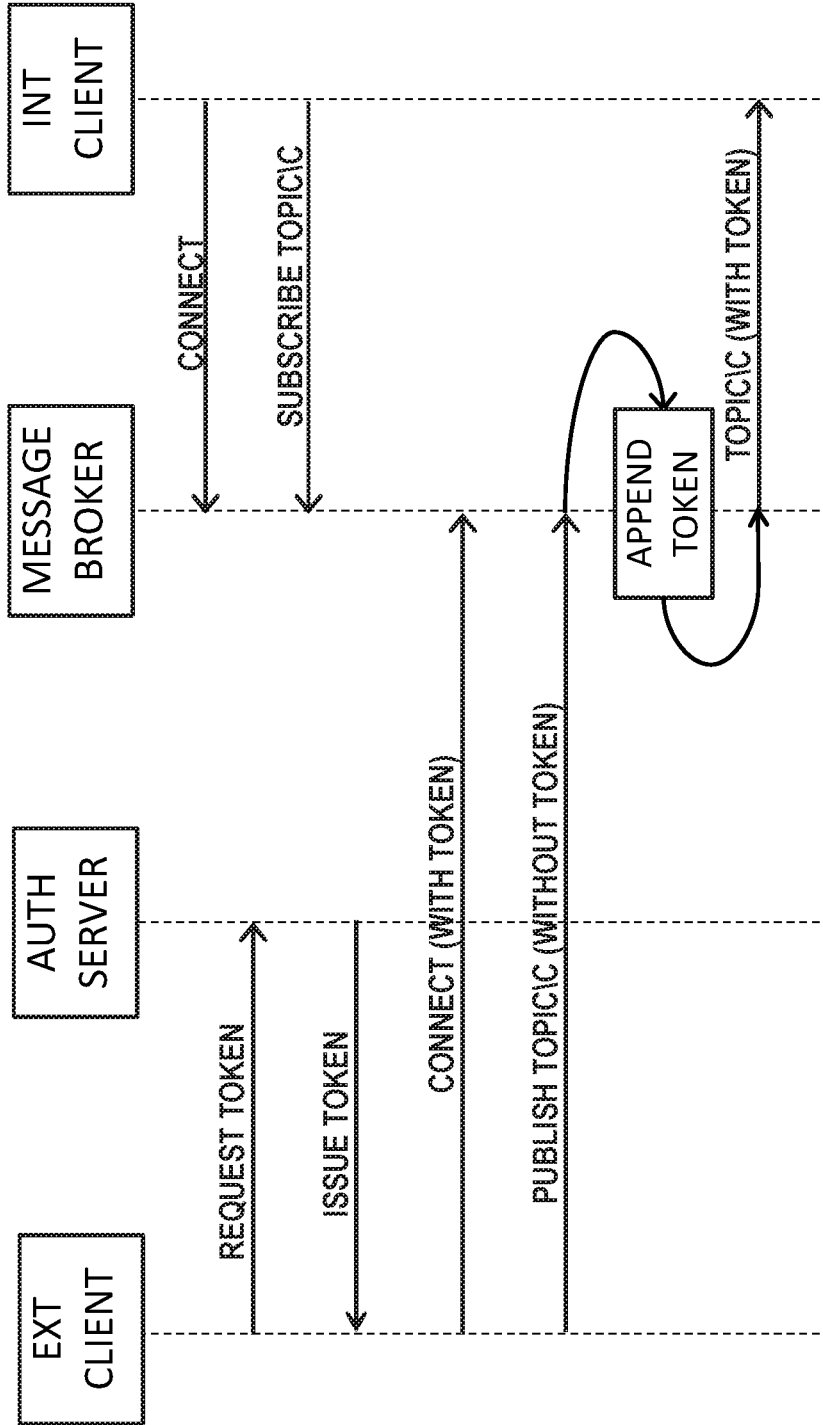 EXT
CLIENT
AUTH
SERVER
MESSAGE
BROKER
INT
CLIENT
CONNECT
REQUEST TOKEN
SUBSCRIBE TOPIC\C
ISSUE TOKEN
CONNECT (WITH TOKEN)
PUBLISH TOPIC\C (WITHOUT TOKEN)
APPEND
TOKEN
TOPIC\C (WITH TOKEN)